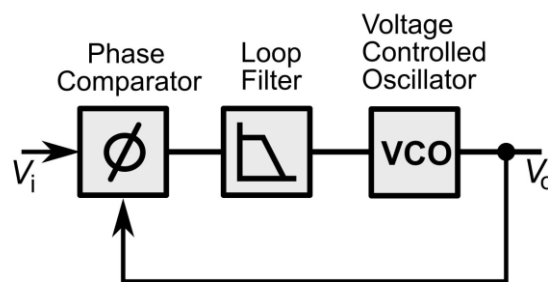 Phase
Comparator
Loop
Filter
Voltage
Controlled
Oscillator
Vi
ϕ
VCO
Vo